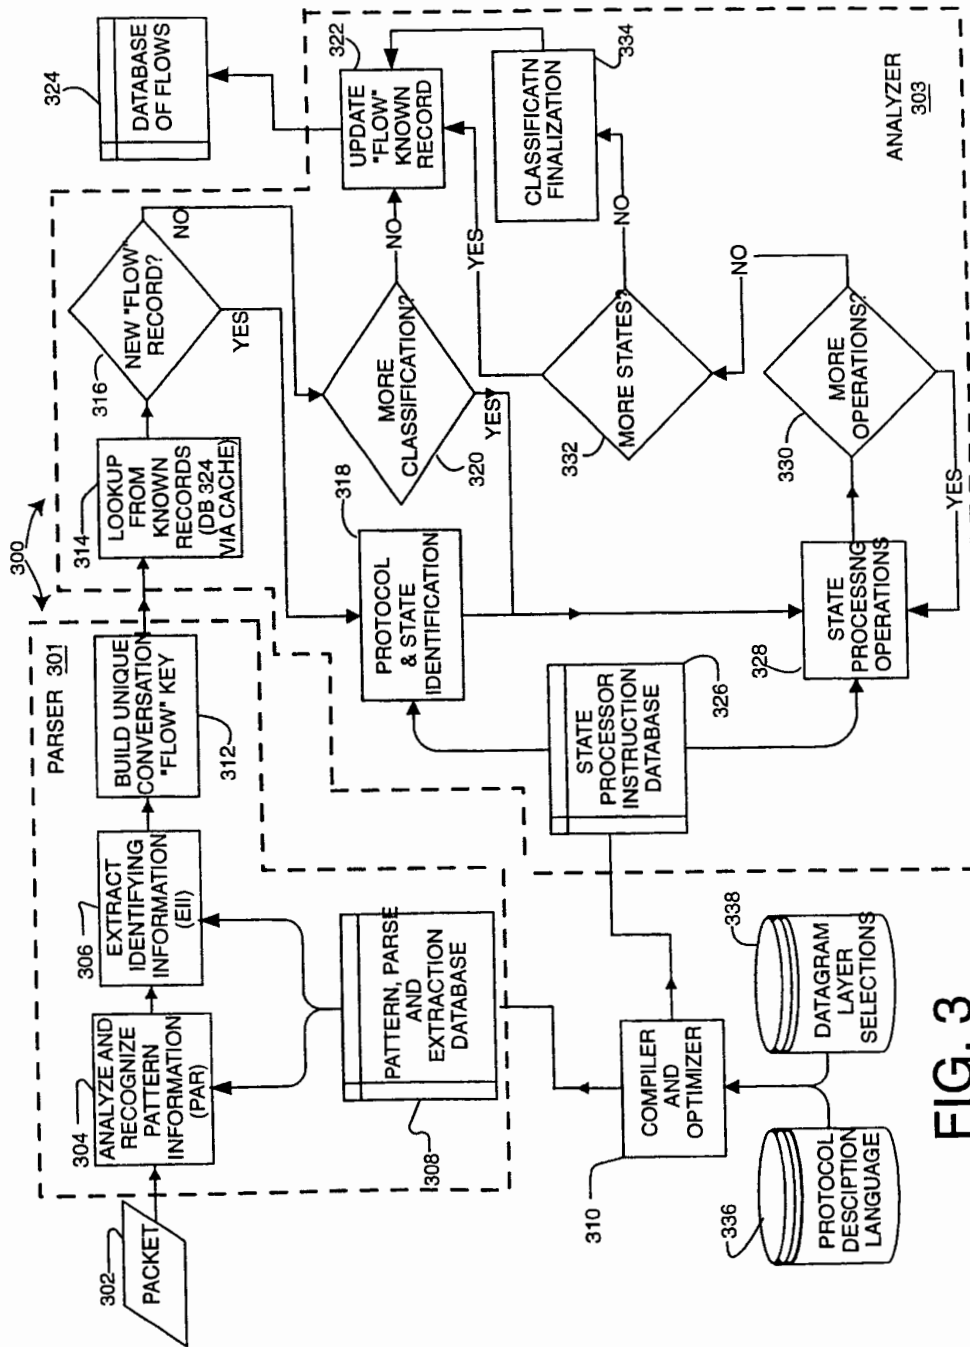 300
PARSER 301
302
PACKET
304
ANALYZE AND
RECOGNIZE
PATTERN
INFORMATION
(PAR)
306
EXTRACT
IDENTIFYING
INFORMATION
(EII)
BUILD UNIQUE
CONVERSATION
"FLOW" KEY
312
314
LOOKUP
FROM
KNOWN
RECORDS
(DB 324
VIA CACHE)
316
NEW "FLOW"
RECORD?
NO
YES
324
DATABASE
OF FLOWS
PATTERN, PARSE
AND
EXTRACTION
DATABASE
308
318
PROTOCOL
& STATE
IDENTIFICATION
MORE
CLASSIFICATION?
320
NO
YES
322
UPDATE
"FLOW"
KNOWN
RECORD
STATE
PROCESSOR
INSTRUCTION
DATABASE
326
MORE STATES?
332
YES
NO
CLASSIFICATN
FINALIZATION
334
COMPILER
AND
OPTIMIZER
310
328
STATE
PROCESSNG
OPERATIONS
330
MORE
OPERATIONS?
NO
YES
ANALYZER
303
336
PROTOCOL
DESCIPTION
LANGUAGE
338
DATAGRAM
LAYER
SELECTIONS
FIG. 3